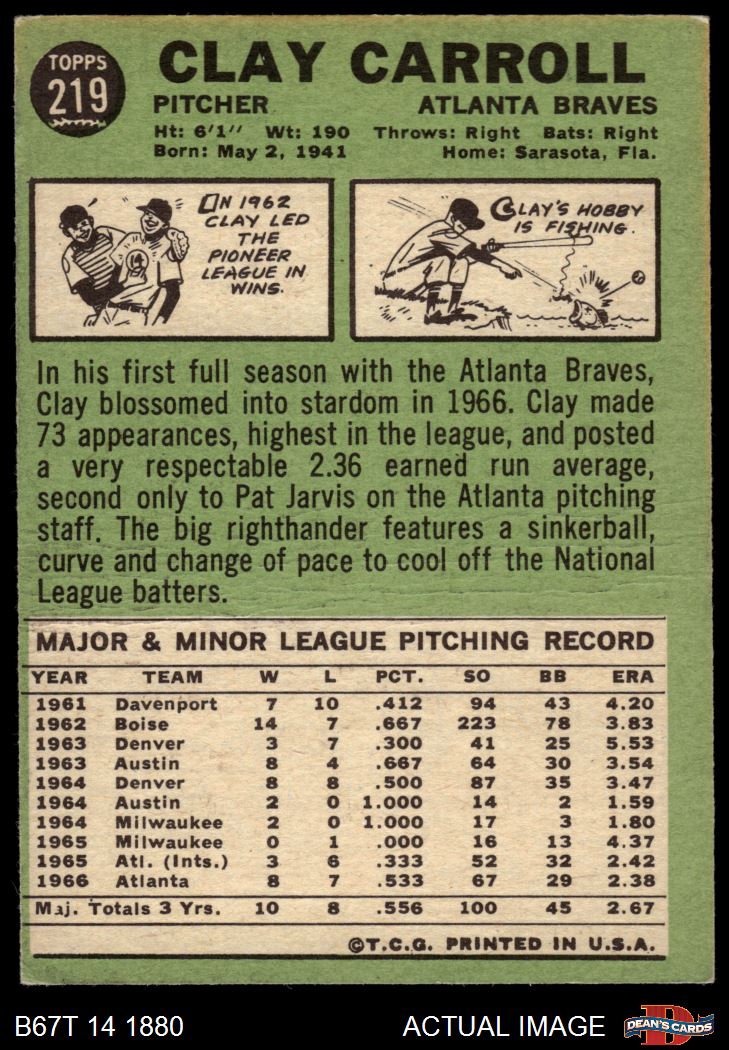 TOPPS
219
CLAY CARROLL
PITCHER ATLANTA BRAVES
Ht: 6'1" Wt: 190 Throws: Right Bats: Right
Born: May 2, 1941 Home: Sarasota, Fla.
IN 1962
CLAY LED
THE
PIONEER
LEAGUE IN
WINS.
14
CLAY'S HOBBY
IS FISHING.
In his first full season with the Atlanta Braves,
Clay blossomed into stardom in 1966. Clay made
73 appearances, highest in the league, and posted
a very respectable 2.36 earned run average,
second only to Pat Jarvis on the Atlanta pitching
staff. The big righthander features a sinkerball,
curve and change of pace to cool off the National
League batters.
MAJOR & MINOR LEAGUE PITCHING RECORD
YEAR TEAM W L PCT. SO BB ERA
1961 Davenport 7 10 .412 94 43 4.20
1962 Boise 14 7 .667 223 78 3.83
1963 Denver 3 7 .300 41 25 5.53
1963 Austin 8 4 .667 64 30 3.54
1964 Denver 8 8 .500 87 35 3.47
1964 Austin 2 0 1.000 14 2 1.59
1964 Milwaukee 2 0 1.000 17 3 1.80
1965 Milwaukee 0 1 .000 16 13 4.37
1965 Atl. (Ints.) 3 6 .333 52 32 2.42
1966 Atlanta 8 7 .533 67 29 2.38
Maj. Totals 3 Yrs. 10 8 .556 100 45 2.67
©T.C.G. PRINTED IN U.S.A.
B67T 14 1880 ACTUAL IMAGE
D
DEAN'S CARDS